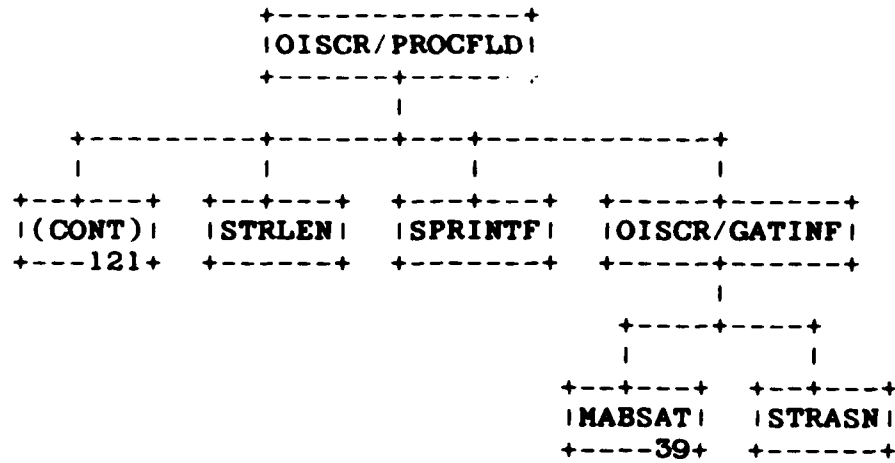 OISCR/PROCFLD
(CONT) STRLEN SPRINTF OISCR/GATINF
121
MABSAT STRASN
39